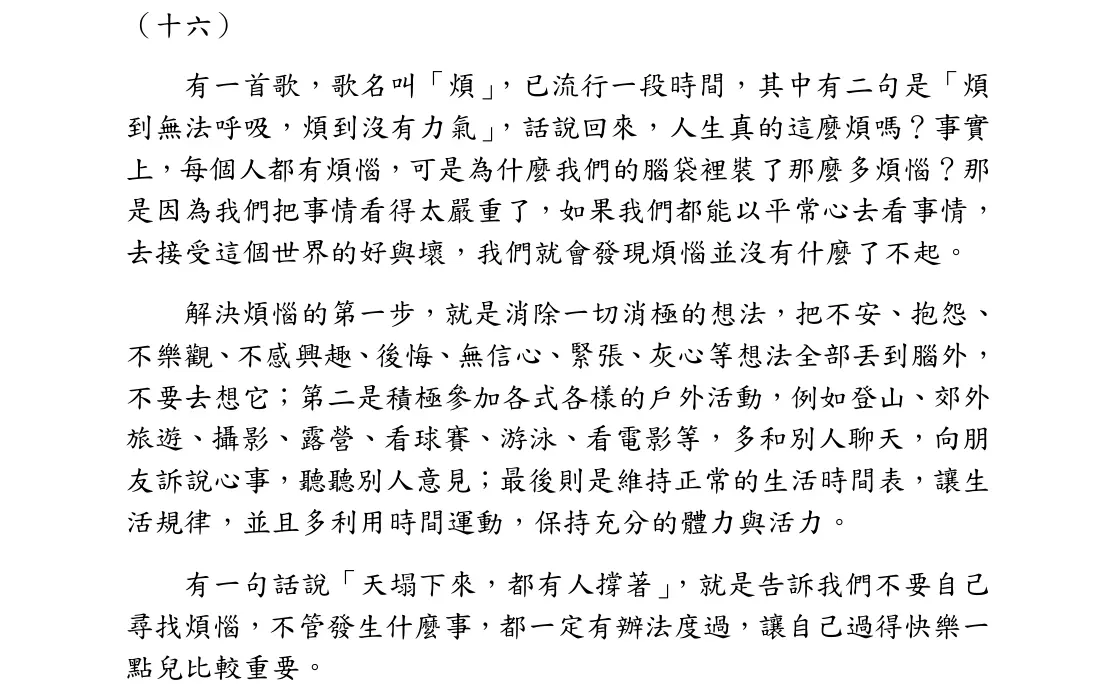 （十六）
有一首歌，歌名叫「煩」，已流行一段時間，其中有二句是「煩
到無法呼吸，煩到沒有力氣」，話說回來，人生真的這麼煩嗎？事實
上，每個人都有煩惱，可是為什麼我們的腦袋裡裝了那麼多煩惱？那
是因為我們把事情看得太嚴重了，如果我們都能以平常心去看事情，
去接受這個世界的好與壞，我們就會發現煩惱並沒有什麼了不起。
解決煩惱的第一步，就是消除一切消極的想法，把不安、抱怨、
不樂觀、不感興趣、後悔、無信心、緊張、灰心等想法全部丟到腦外，
不要去想它；第二是積極參加各式各樣的戶外活動，例如登山、郊外
旅遊、攝影、露營、看球賽、游泳、看電影等，多和別人聊天，向朋
友訴說心事，聽聽別人意見；最後則是維持正常的生活時間表，讓生
活規律，並且多利用時間運動，保持充分的體力與活力。
有一句話說「天塌下來，都有人撐著」，就是告訴我們不要自己
尋找煩惱，不管發生什麼事，都一定有辦法度過，讓自己過得快樂一
點兒比較重要。